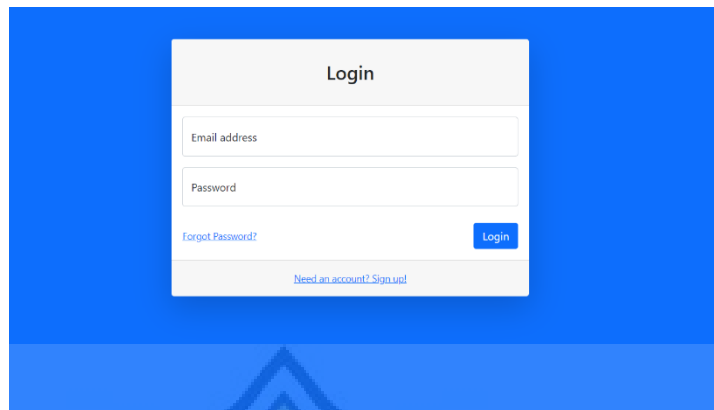 Login
Email address
Password
Forgot Password?
Login
Need an account? Sign up!